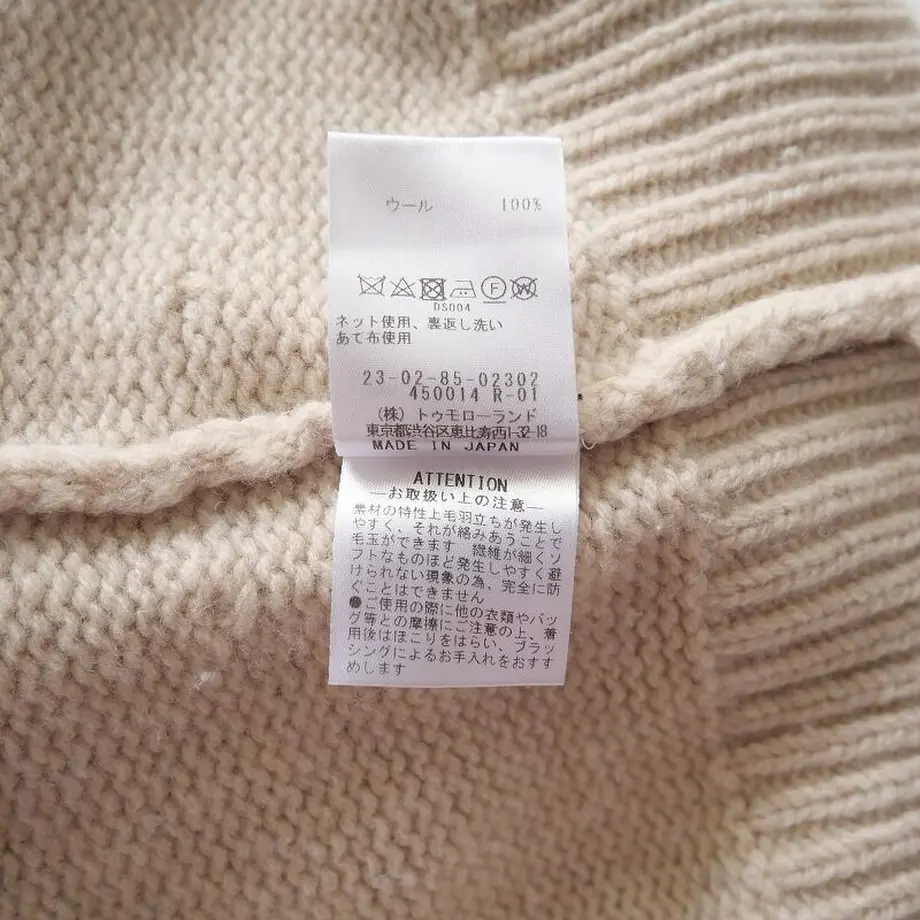 ウール 100%
F W
DS004
ネット使用、裏返し洗い
あて布使用
23-02-85-02302
450014 R-01
(株) トゥモローランド
東京都渋谷区恵比寿西1-32-18
MADE IN JAPAN
ATTENTION
―お取扱い上の注意―
素材の特性上毛羽立ちが発生し
やすく、それが絡みあうことで
毛玉ができます 繊維が細くソ
フトなものほど発生しやすく避
けられない現象の為、完全に防
ぐことはできません
●ご使用の際に他の衣類やバッ
グ等との摩擦にご注意の上、着
用後はほこりをはらい、ブラッ
シングによるお手入れをおすす
めします